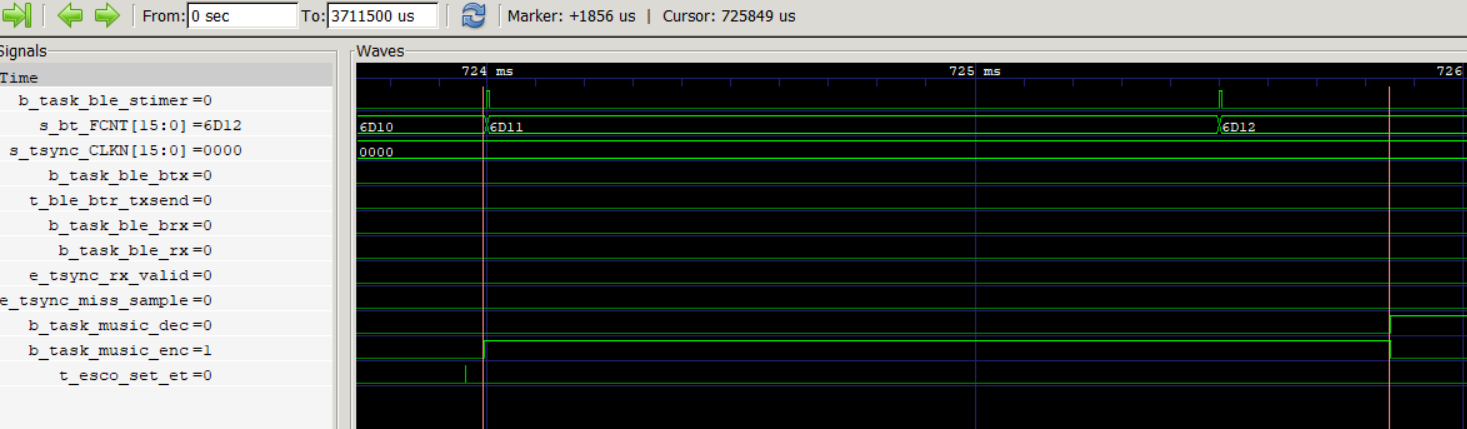 From: 0 sec To: 3711500 us Marker: +1856 us | Cursor: 725849 us
Signals Waves
Time 724 ms 725 ms 726
b_task_ble_stimer=0
s_bt_FCNT[15:0]=6D12 6D10 6D11 6D12
s_tsync_CLKN[15:0]=0000 0000
b_task_ble_btx=0
t_ble_btr_txsend=0
b_task_ble_brx=0
b_task_ble_rx=0
e_tsync_rx_valid=0
e_tsync_miss_sample=0
b_task_music_dec=0
b_task_music_enc=1
t_esco_set_et=0